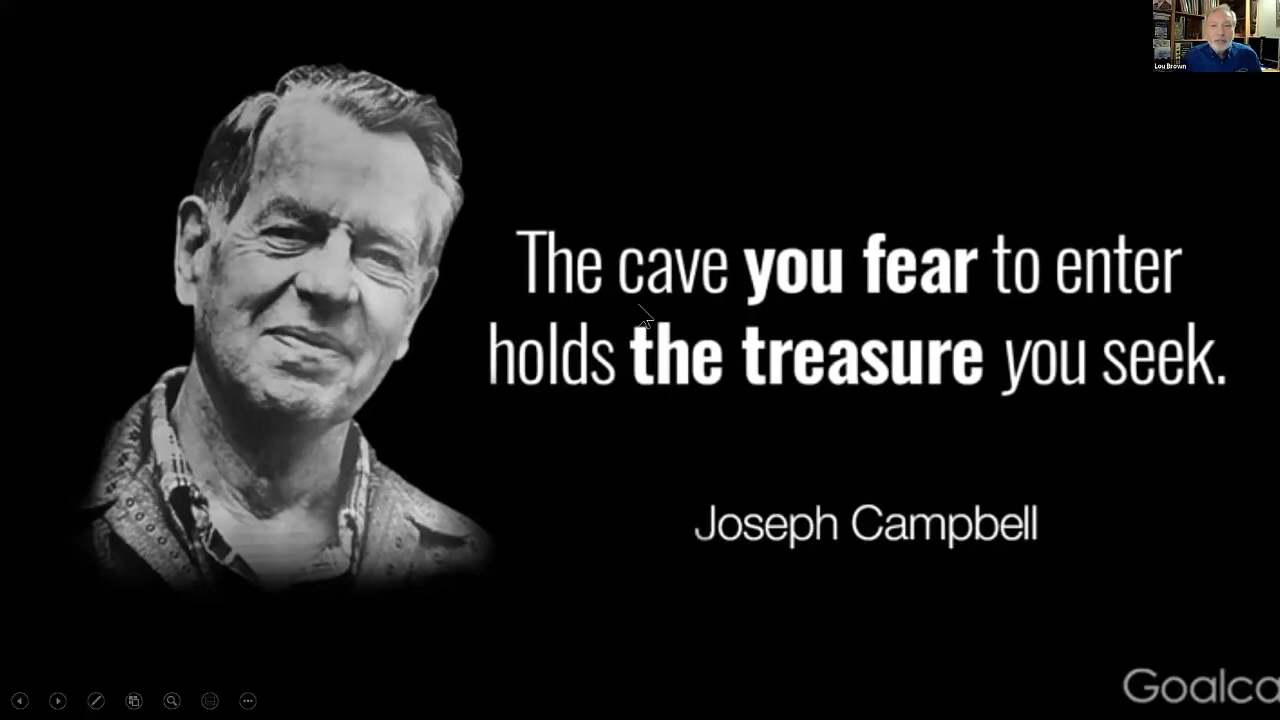 Lou Brown
The cave you fear to enter
holds the treasure you seek.
Joseph Campbell
Goalca